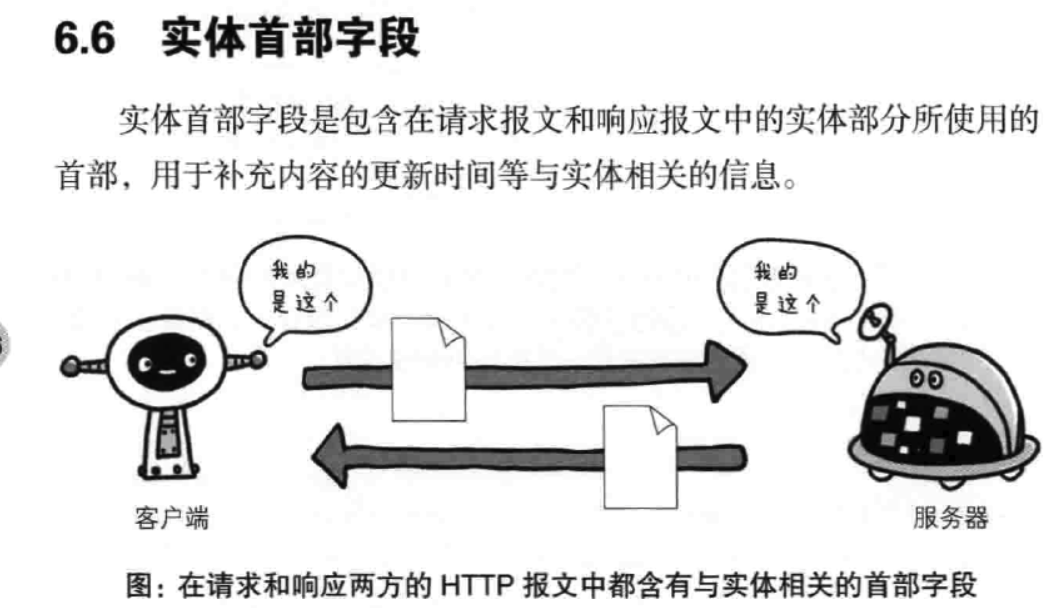 6.6 实体首部字段
实体首部字段是包含在请求报文和响应报文中的实体部分所使用的
首部，用于补充内容的更新时间等与实体相关的信息。
我的
是这个
我的
是这个
客户端
服务器
图：在请求和响应两方的 HTTP 报文中都含有与实体相关的首部字段